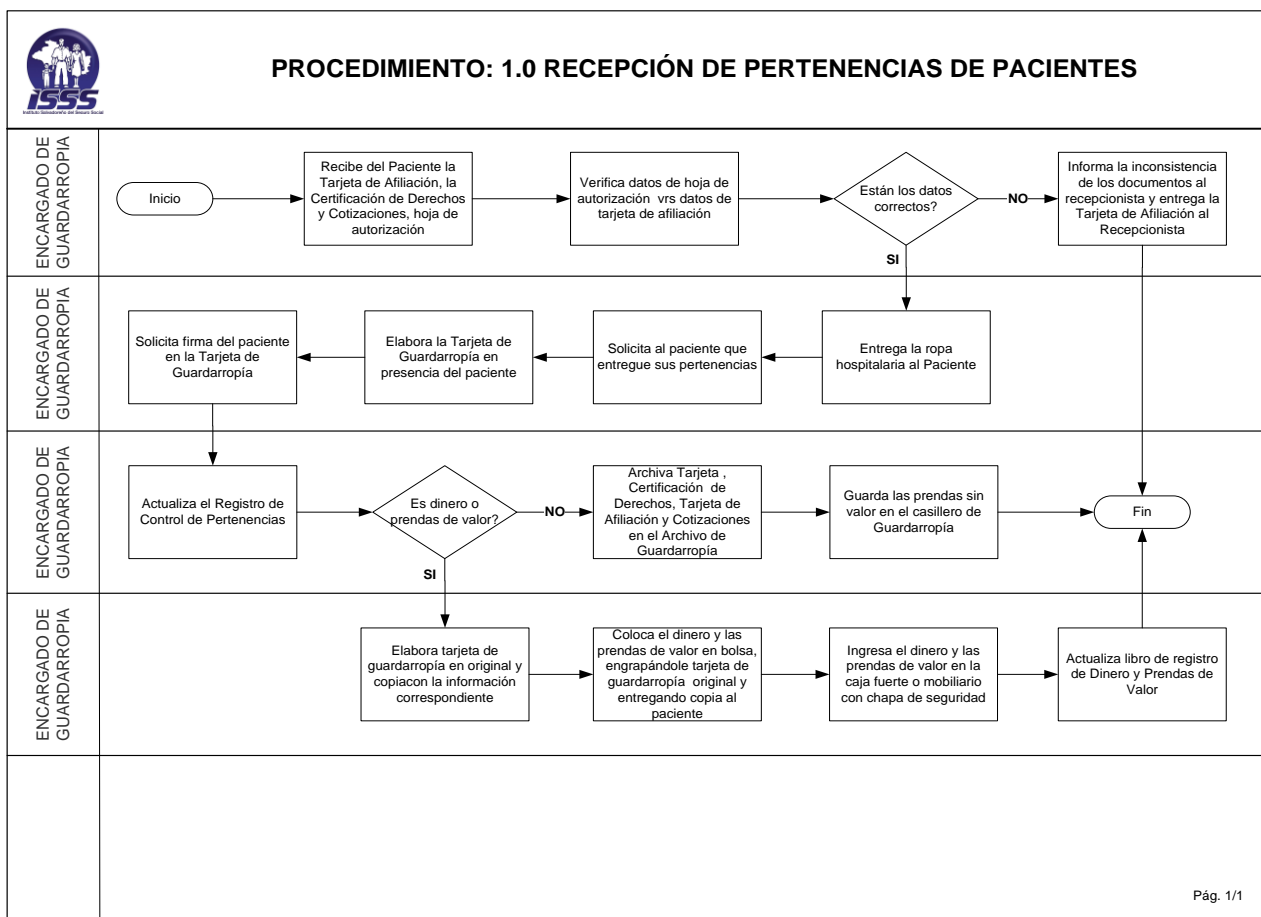 iSSS
Instituto Salvadoreño del Seguro Social
PROCEDIMIENTO: 1.0 RECEPCIÓN DE PERTENENCIAS DE PACIENTES
ENCARGADO DE
GUARDARROPIA
Inicio
Recibe del Paciente la
Tarjeta de Afiliación, la
Certificación de Derechos
y Cotizaciones, hoja de
autorización
Verifica datos de hoja de
autorización vrs datos de
tarjeta de afiliación
Están los datos
correctos?
NO
SI
Informa la inconsistencia
de los documentos al
recepcionista y entrega la
Tarjeta de Afiliación al
Recepcionista
ENCARGADO DE
GUARDARROPIA
Solicita firma del paciente
en la Tarjeta de
Guardarropía
Elabora la Tarjeta de
Guardarropía en
presencia del paciente
Solicita al paciente que
entregue sus pertenencias
Entrega la ropa
hospitalaria al Paciente
ENCARGADO DE
GUARDARROPIA
Actualiza el Registro de
Control de Pertenencias
Es dinero o
prendas de valor?
NO
SI
Archiva Tarjeta ,
Certificación de
Derechos, Tarjeta de
Afiliación y Cotizaciones
en el Archivo de
Guardarropía
Guarda las prendas sin
valor en el casillero de
Guardarropía
Fin
ENCARGADO DE
GUARDARROPIA
Elabora tarjeta de
guardarropía en original y
copiacon la información
correspondiente
Coloca el dinero y las
prendas de valor en bolsa,
engrapándole tarjeta de
guardarropía original y
entregando copia al
paciente
Ingresa el dinero y las
prendas de valor en la
caja fuerte o mobiliario
con chapa de seguridad
Actualiza libro de registro
de Dinero y Prendas de
Valor
Pág. 1/1